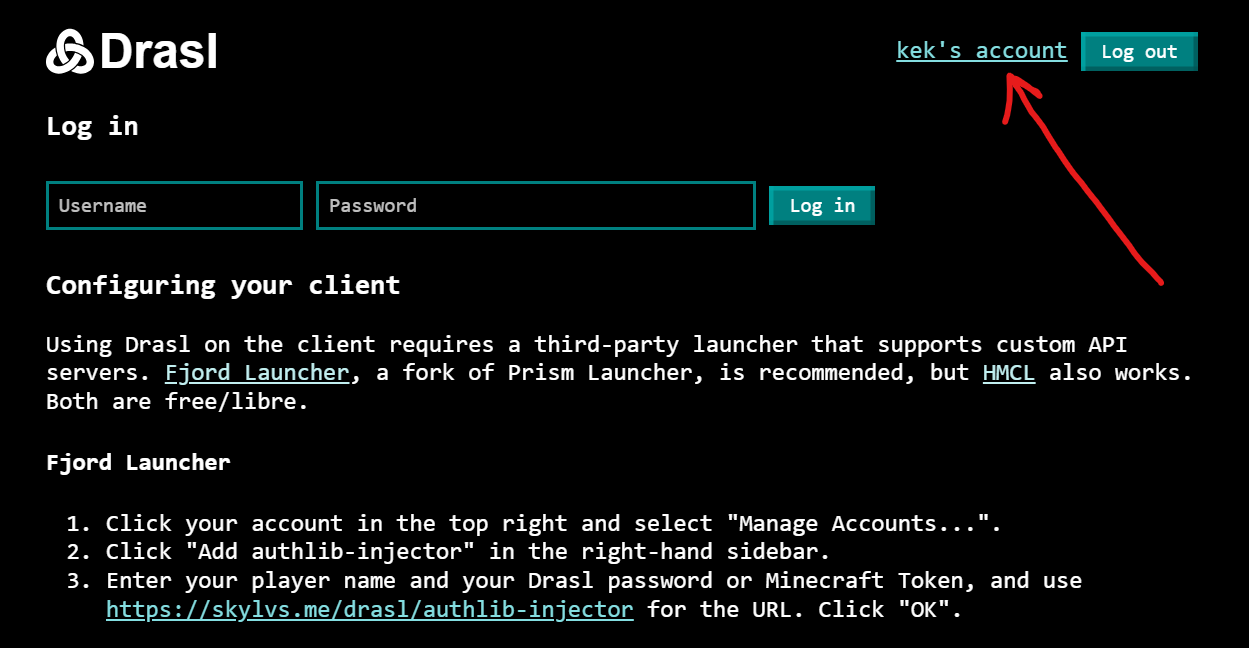 Drasl
kek's account
Log out
Log in
Username
Password
Log in
Configuring your client
Using Drasl on the client requires a third-party launcher that supports custom API
servers. Fjord Launcher, a fork of Prism Launcher, is recommended, but HMCL also works.
Both are free/libre.
Fjord Launcher
1. Click your account in the top right and select "Manage Accounts...".
2. Click "Add authlib-injector" in the right-hand sidebar.
3. Enter your player name and your Drasl password or Minecraft Token, and use
https://skylvs.me/drasl/authlib-injector for the URL. Click "OK".